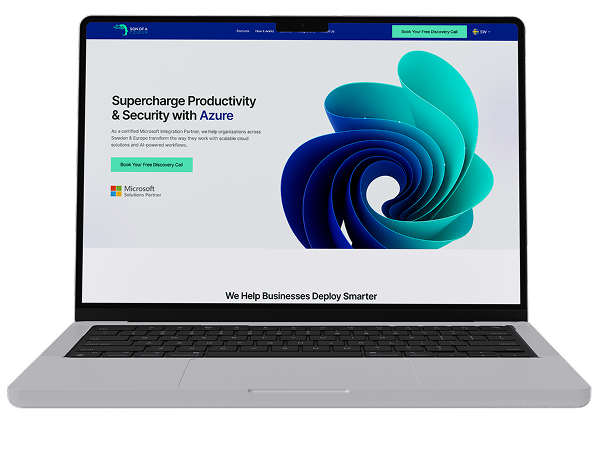 SON OF A
Features
How it works
Book Your Free Discovery Call
SW
Supercharge Productivity
& Security with Azure
As a certified Microsoft Integration Partner, we help organizations across
Sweden & Europe transform the way they work with scalable cloud
solutions and AI-powered workflows.
Book Your Free Discovery Call
Microsoft
Solutions Partner
We Help Businesses Deploy Smarter